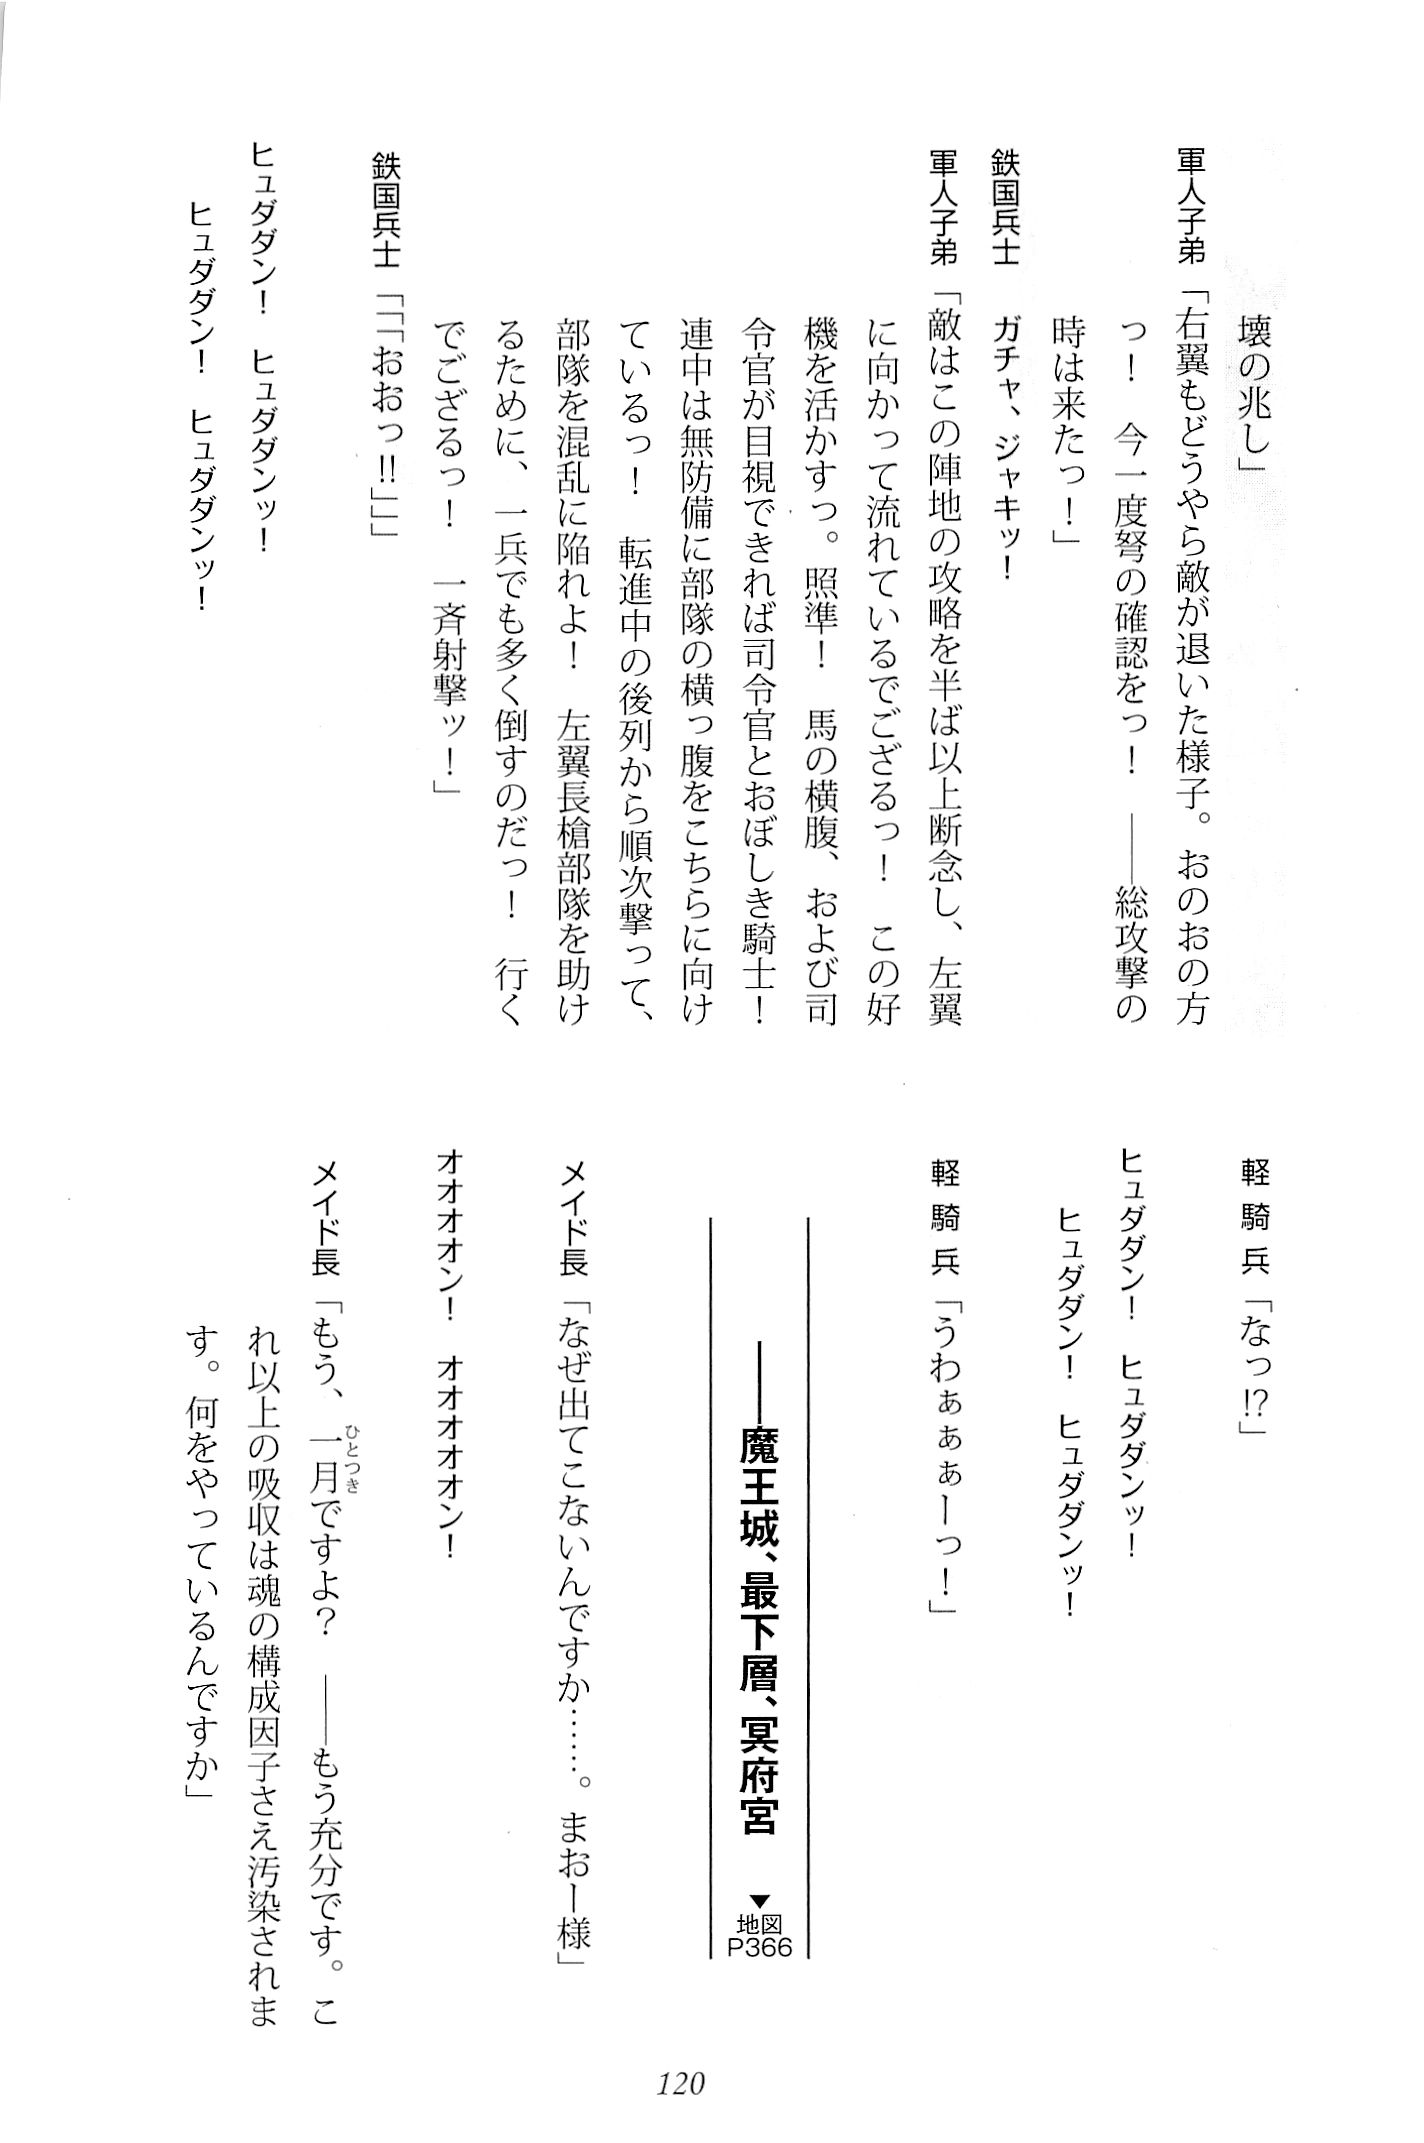 壊の兆し」
軍人子弟「右翼もどうやら敵が退いた様子。おのおの方
っ！　今一度弩の確認をっ！　――総攻撃の
時は来たっ！」
鉄国兵士　ガチャ、ジャキッ！
軍人子弟「敵はこの陣地の攻略を半ば以上断念し、左翼
に向かって流れているでござるっ！　この好
機を活かすっ。照準！　馬の横腹、および司
令官が目視できれば司令官とおぼしき騎士！
連中は無防備に部隊の横っ腹をこちらに向け
ているっ！　転進中の後列から順次撃って、
部隊を混乱に陥れよ！　左翼長槍部隊を助け
るために、一兵でも多く倒すのだっ！　行く
でござるっ！　一斉射撃ッ！」
鉄国兵士「「「おおっ!!」」」
ヒュダダン！　ヒュダダンッ！
ヒュダダン！　ヒュダダンッ！
軽騎兵「なっ!?」
ヒュダダン！　ヒュダダンッ！
ヒュダダン！　ヒュダダンッ！
軽騎兵「うわぁぁぁーっ！」
――魔王城、最下層、冥府宮　▼地図P366
メイド長「なぜ出てこないんですか……。まおー様」
オオオオン！　オオオオオオン！
メイド長「もう、一月ひとつきですよ？　――もう充分です。こ
れ以上の吸収は魂の構成因子さえ汚染されま
す。何をやっているんですか」
120